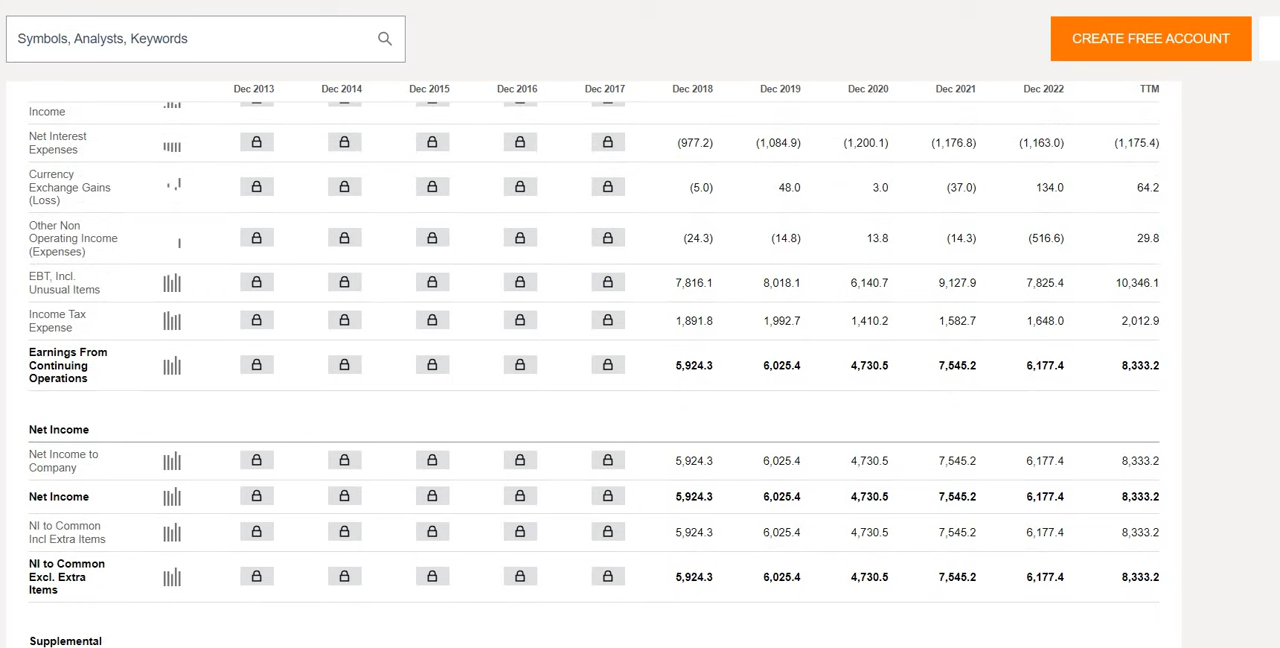 Symbols, Analysts, Keywords
CREATE FREE ACCOUNT
Dec 2013 Dec 2014 Dec 2015 Dec 2016 Dec 2017 Dec 2018 Dec 2019 Dec 2020 Dec 2021 Dec 2022 TTM
Income
Net Interest
Expenses (977.2) (1,084.9) (1,200.1) (1,176.8) (1,163.0) (1,175.4)
Currency
Exchange Gains (5.0) 48.0 3.0 (37.0) 134.0 64.2
(Loss)
Other Non
Operating Income (24.3) (14.8) 13.8 (14.3) (516.6) 29.8
(Expenses)
EBT, Incl.
Unusual Items 7,816.1 8,018.1 6,140.7 9,127.9 7,825.4 10,346.1
Income Tax
Expense 1,891.8 1,992.7 1,410.2 1,582.7 1,648.0 2,012.9
Earnings From
Continuing 5,924.3 6,025.4 4,730.5 7,545.2 6,177.4 8,333.2
Operations
Net Income
Net Income to
Company 5,924.3 6,025.4 4,730.5 7,545.2 6,177.4 8,333.2
Net Income 5,924.3 6,025.4 4,730.5 7,545.2 6,177.4 8,333.2
NI to Common
Incl Extra Items 5,924.3 6,025.4 4,730.5 7,545.2 6,177.4 8,333.2
NI to Common
Excl. Extra 5,924.3 6,025.4 4,730.5 7,545.2 6,177.4 8,333.2
Items
Supplemental